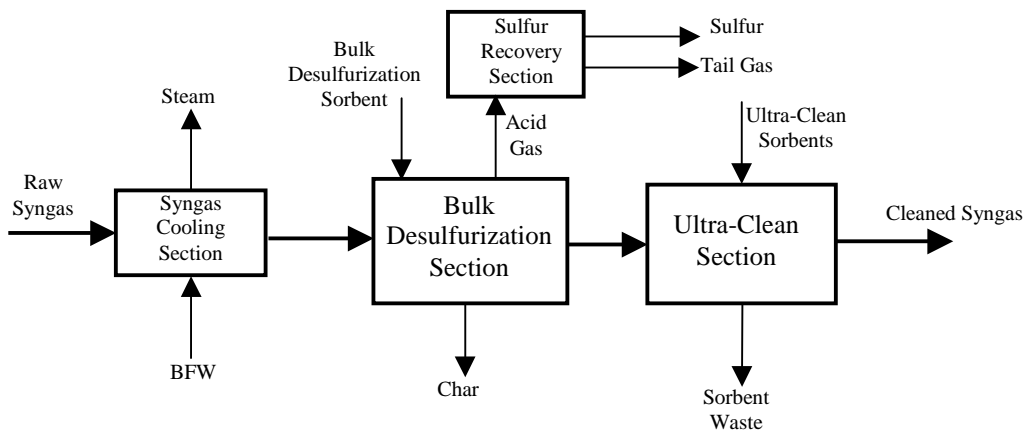 Sulfur
Recovery
Section
Sulfur
Tail Gas
Bulk
Desulfurization
Sorbent
Steam
Acid
Gas
Ultra-Clean
Sorbents
Raw
Syngas
Syngas
Cooling
Section
Bulk
Desulfurization
Section
Ultra-Clean
Section
Cleaned Syngas
BFW
Char
Sorbent
Waste